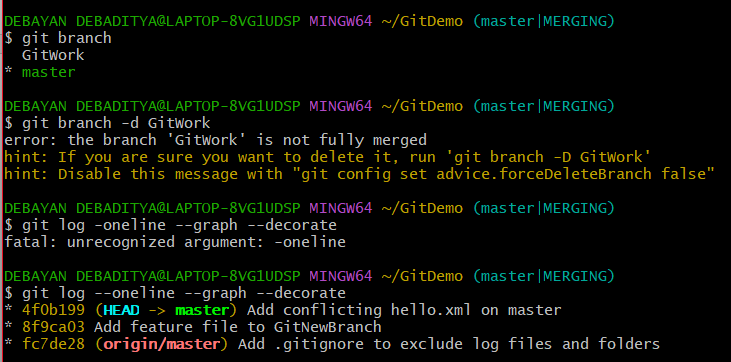 DEBAYAN DEBADITYA@LAPTOP-8VG1UDSP MINGW64 ~/GitDemo (master|MERGING)
$ git branch
  GitWork
* master

DEBAYAN DEBADITYA@LAPTOP-8VG1UDSP MINGW64 ~/GitDemo (master|MERGING)
$ git branch -d GitWork
error: the branch 'GitWork' is not fully merged
hint: If you are sure you want to delete it, run 'git branch -D GitWork'
hint: Disable this message with "git config set advice.forceDeleteBranch false"

DEBAYAN DEBADITYA@LAPTOP-8VG1UDSP MINGW64 ~/GitDemo (master|MERGING)
$ git log -oneline --graph --decorate
fatal: unrecognized argument: -oneline

DEBAYAN DEBADITYA@LAPTOP-8VG1UDSP MINGW64 ~/GitDemo (master|MERGING)
$ git log --oneline --graph --decorate
* 4f0b199 (HEAD -> master) Add conflicting hello.xml on master
* 8f9ca03 Add feature file to GitNewBranch
* fc7de28 (origin/master) Add .gitignore to exclude log files and folders